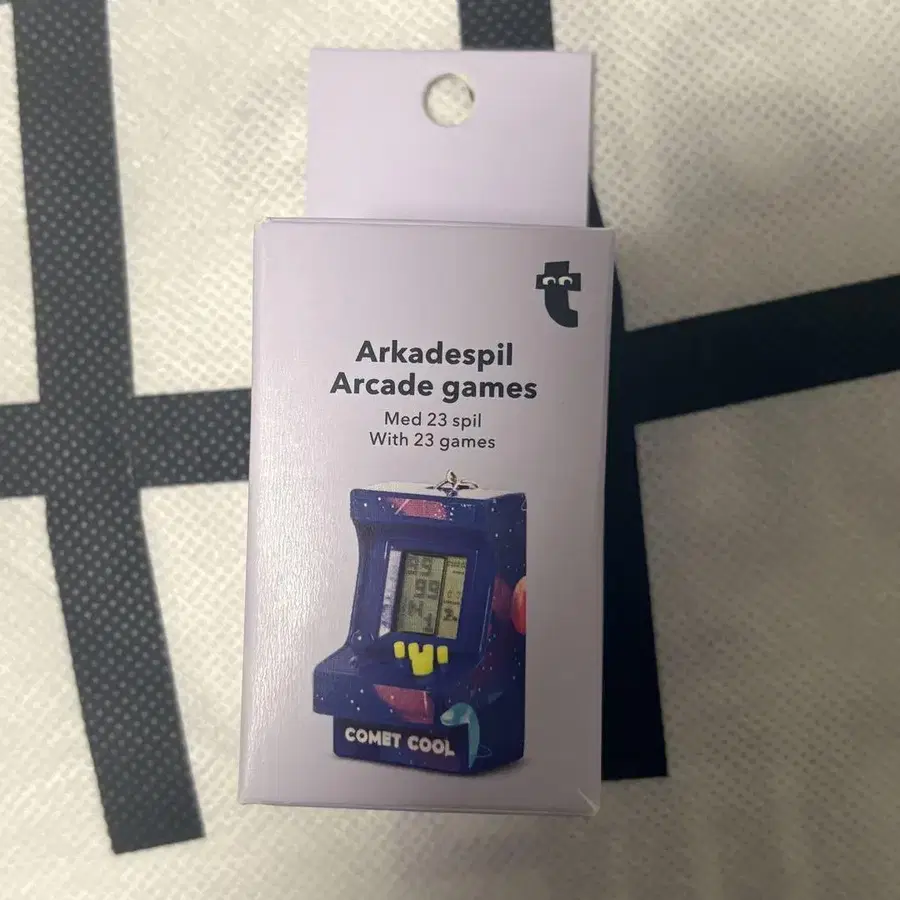 Arkadespil
Arcade games
Med 23 spil
With 23 games
COMET COOL